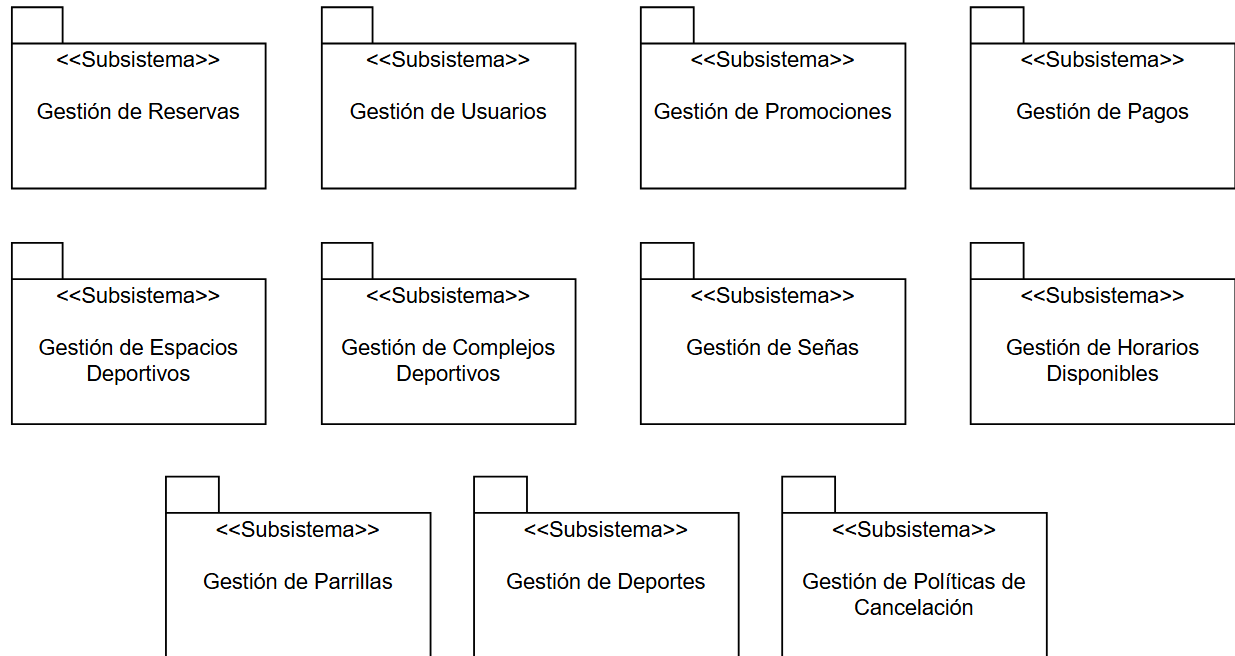 <<Subsistema>>
Gestión de Reservas
<<Subsistema>>
Gestión de Usuarios
<<Subsistema>>
Gestión de Promociones
<<Subsistema>>
Gestión de Pagos
<<Subsistema>>
Gestión de Espacios
Deportivos
<<Subsistema>>
Gestión de Complejos
Deportivos
<<Subsistema>>
Gestión de Señas
<<Subsistema>>
Gestión de Horarios
Disponibles
<<Subsistema>>
Gestión de Parrillas
<<Subsistema>>
Gestión de Deportes
<<Subsistema>>
Gestión de Políticas de
Cancelación